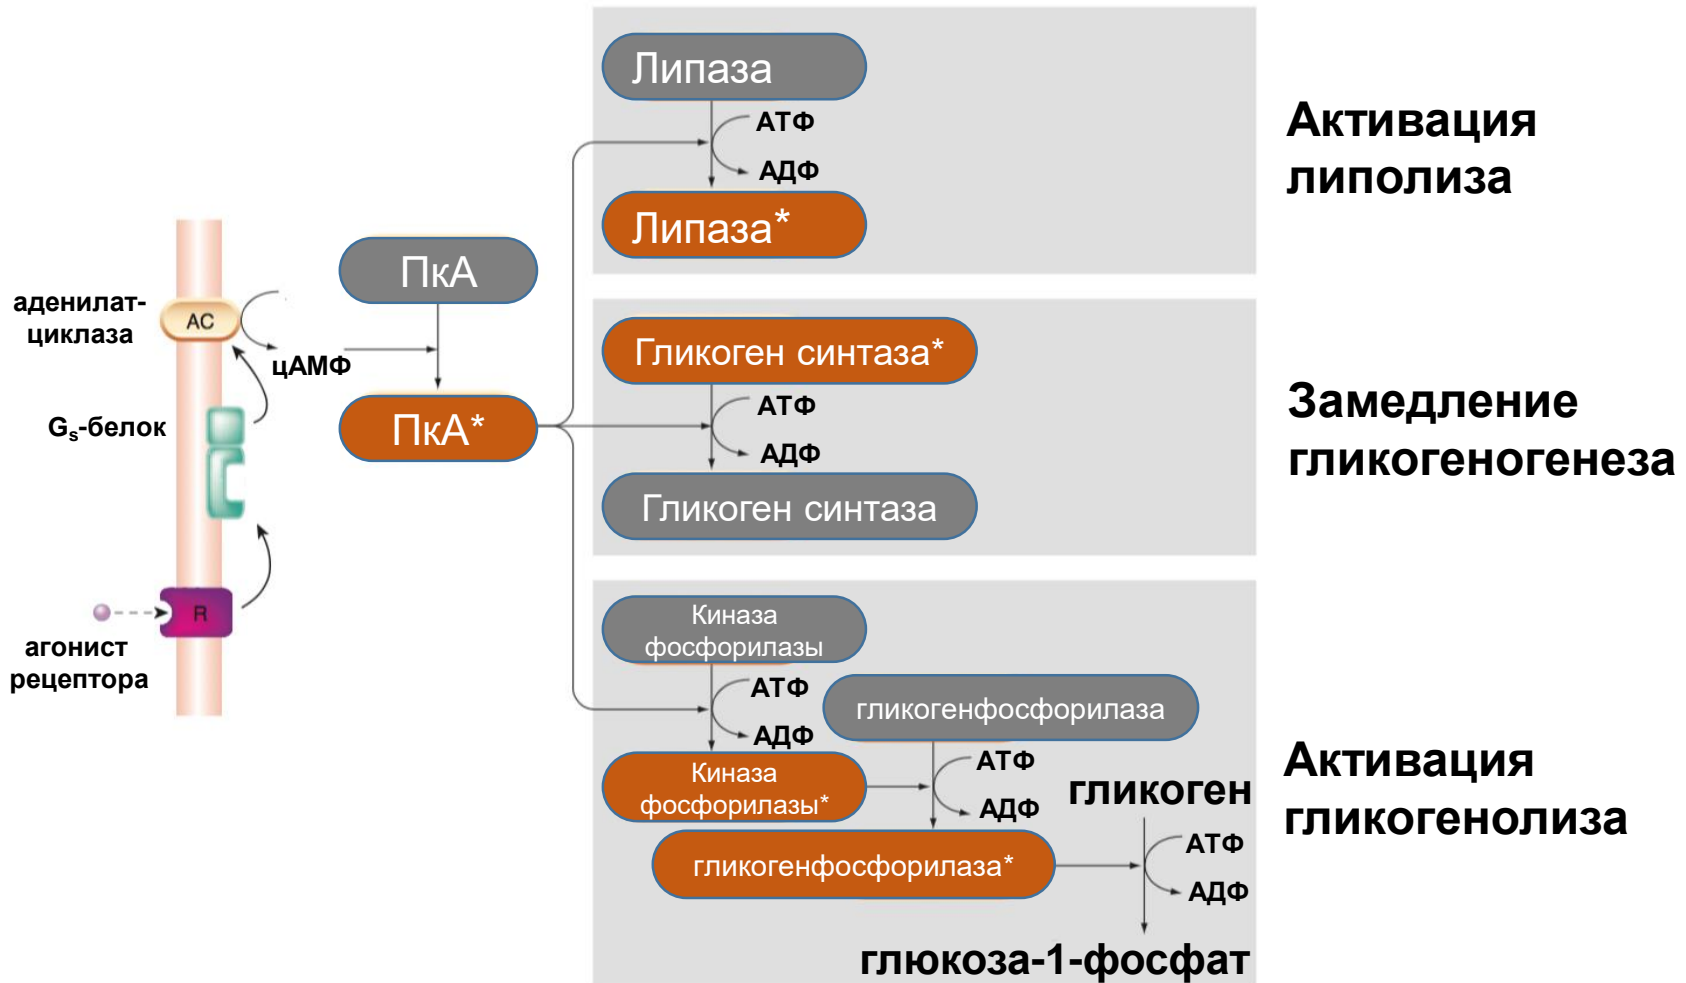 аденилат-
циклаза
AC
цАМФ
Gs-белок
R
агонист
рецептора
ПкА
ПкА*
Липаза
АТФ
АДФ
Липаза*
Активация
липолиза
Гликоген синтаза*
АТФ
АДФ
Гликоген синтаза
Замедление
гликогеногенеза
Киназа
фосфорилазы
АТФ
АДФ
Киназа
фосфорилазы*
гликогенфосфорилаза
АТФ
АДФ
гликогенфосфорилаза*
гликоген
АТФ
АДФ
глюкоза-1-фосфат
Активация
гликогенолиза